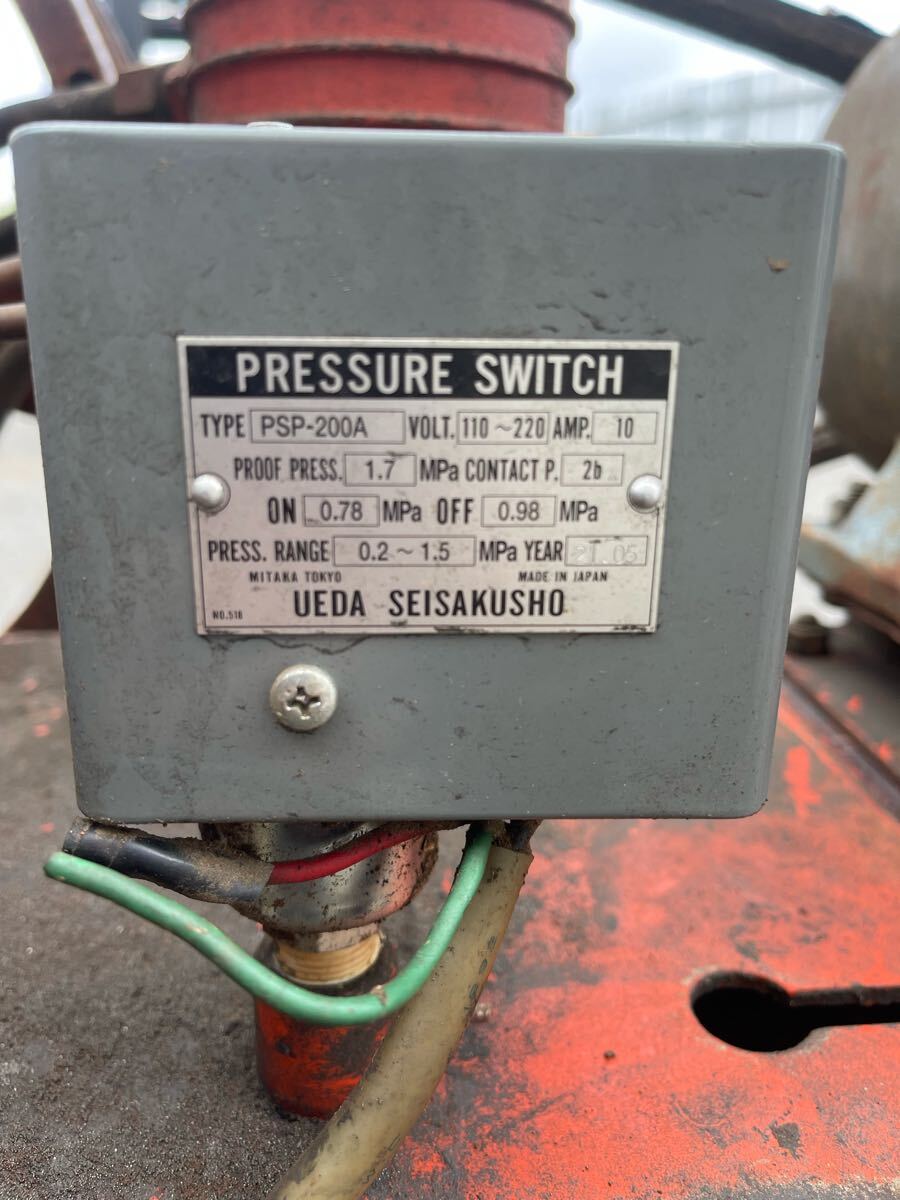 PRESSURE SWITCH
TYPE PSP-200A VOLT. 110~220 AMP. 10
PROOF PRESS. 1.7 MPa CONTACT P. 2b
ON 0.78 MPa OFF 0.98 MPa
PRESS. RANGE 0.2~1.5 MPa YEAR 21.05
MITAKA TOKYO MADE IN JAPAN
NO.518 UEDA SEISAKUSHO